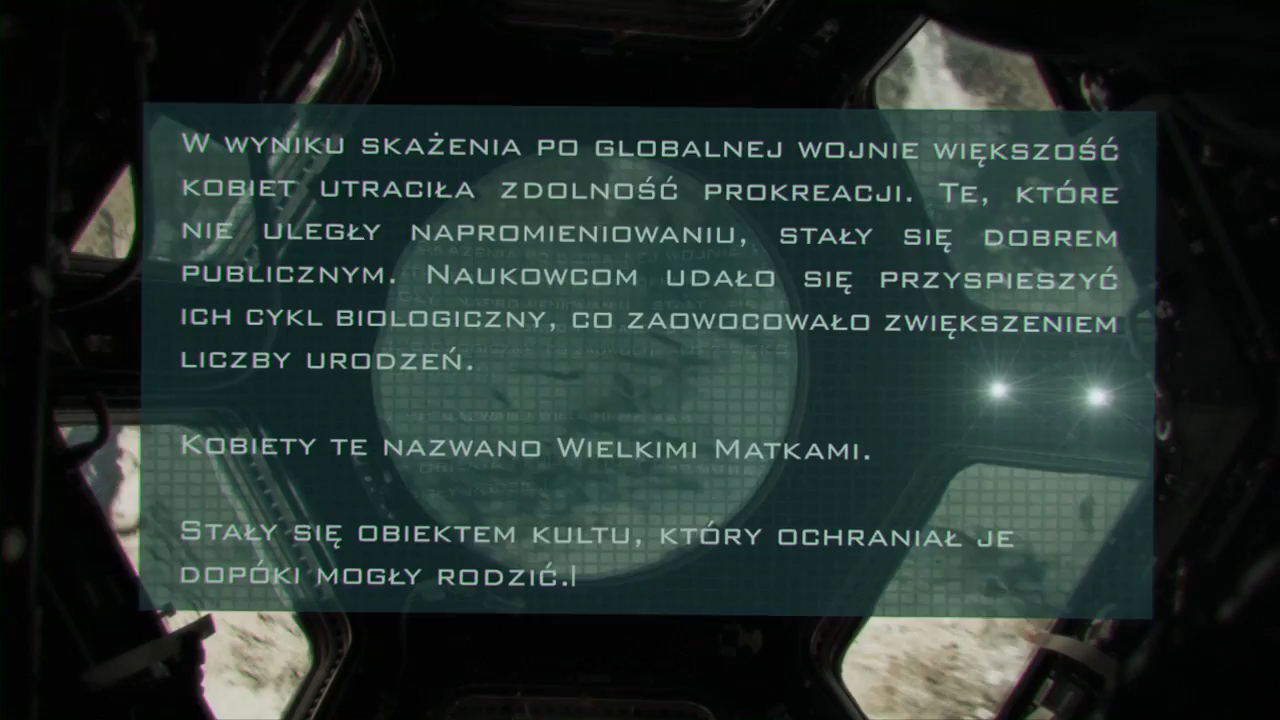 W WYNIKU SKAŻENIA PO GLOBALNEJ WOJNIE WIĘKSZOŚĆ
KOBIET UTRACIŁA ZDOLNOŚĆ PROKREACJI. TE, KTÓRE
NIE ULEGŁY NAPROMIENIOWANIU, STAŁY SIĘ DOBREM
PUBLICZNYM. NAUKOWCOM UDAŁO SIĘ PRZYSPIESZYĆ
ICH CYKL BIOLOGICZNY, CO ZAOWOCOWAŁO ZWIĘKSZENIEM
LICZBY URODZEŃ.
KOBIETY TE NAZWANO WIELKIMI MATKAMI.
STAŁY SIĘ OBIEKTEM KULTU, KTÓRY OCHRANIAŁ JE
DOPÓKI MOGŁY RODZIĆ.